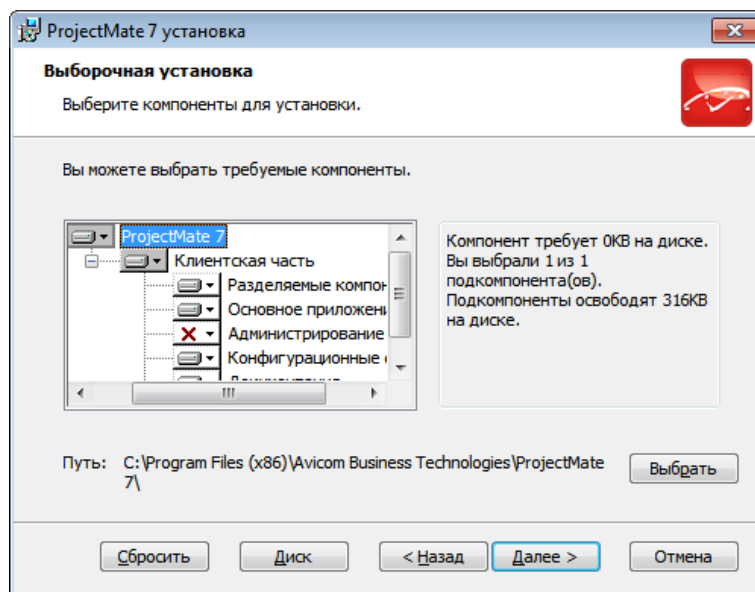 ProjectMate 7 установка
Выборочная установка
Выберите компоненты для установки.
Вы можете выбрать требуемые компоненты.
ProjectMate 7
Клиентская часть
Разделяемые компон
Основное приложени
Администрирование
Конфигурационные
Компонент требует 0KB на диске.
Вы выбрали 1 из 1
подкомпонента(ов).
Подкомпоненты освободят 316KB
на диске.
Путь: C:\Program Files (x86)\Avicom Business Technologies\ProjectMate
7\
Выбрать
Сбросить
Диск
< Назад
Далее >
Отмена